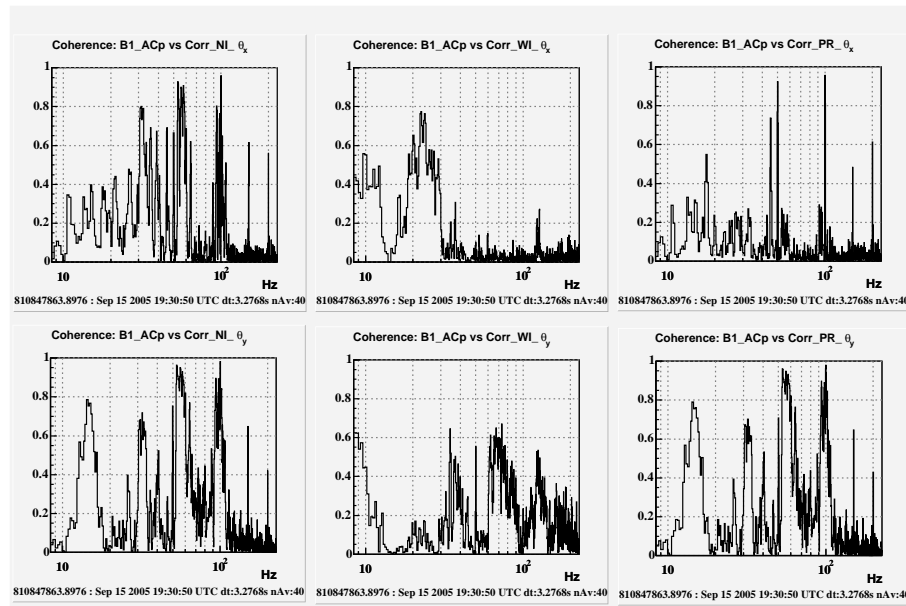 Coherence: B1_ACp vs Corr_NI_ θx
1
0.8
0.6
0.4
0.2
0
10
10²
Hz
810847863.8976 : Sep 15 2005 19:30:50 UTC dt:3.2768s nAv:40
Coherence: B1_ACp vs Corr_WI_ θx
1
0.8
0.6
0.4
0.2
0
10
10²
Hz
810847863.8976 : Sep 15 2005 19:30:50 UTC dt:3.2768s nAv:40
Coherence: B1_ACp vs Corr_PR_ θx
1
0.8
0.6
0.4
0.2
0
10
10²
Hz
810847863.8976 : Sep 15 2005 19:30:50 UTC dt:3.2768s nAv:40
Coherence: B1_ACp vs Corr_NI_ θy
1
0.8
0.6
0.4
0.2
0
10
10²
Hz
810847863.8976 : Sep 15 2005 19:30:50 UTC dt:3.2768s nAv:40
Coherence: B1_ACp vs Corr_WI_ θy
1
0.8
0.6
0.4
0.2
0
10
10²
Hz
810847863.8976 : Sep 15 2005 19:30:50 UTC dt:3.2768s nAv:40
Coherence: B1_ACp vs Corr_PR_ θy
1
0.8
0.6
0.4
0.2
0
10
10²
Hz
810847863.8976 : Sep 15 2005 19:30:50 UTC dt:3.2768s nAv:40